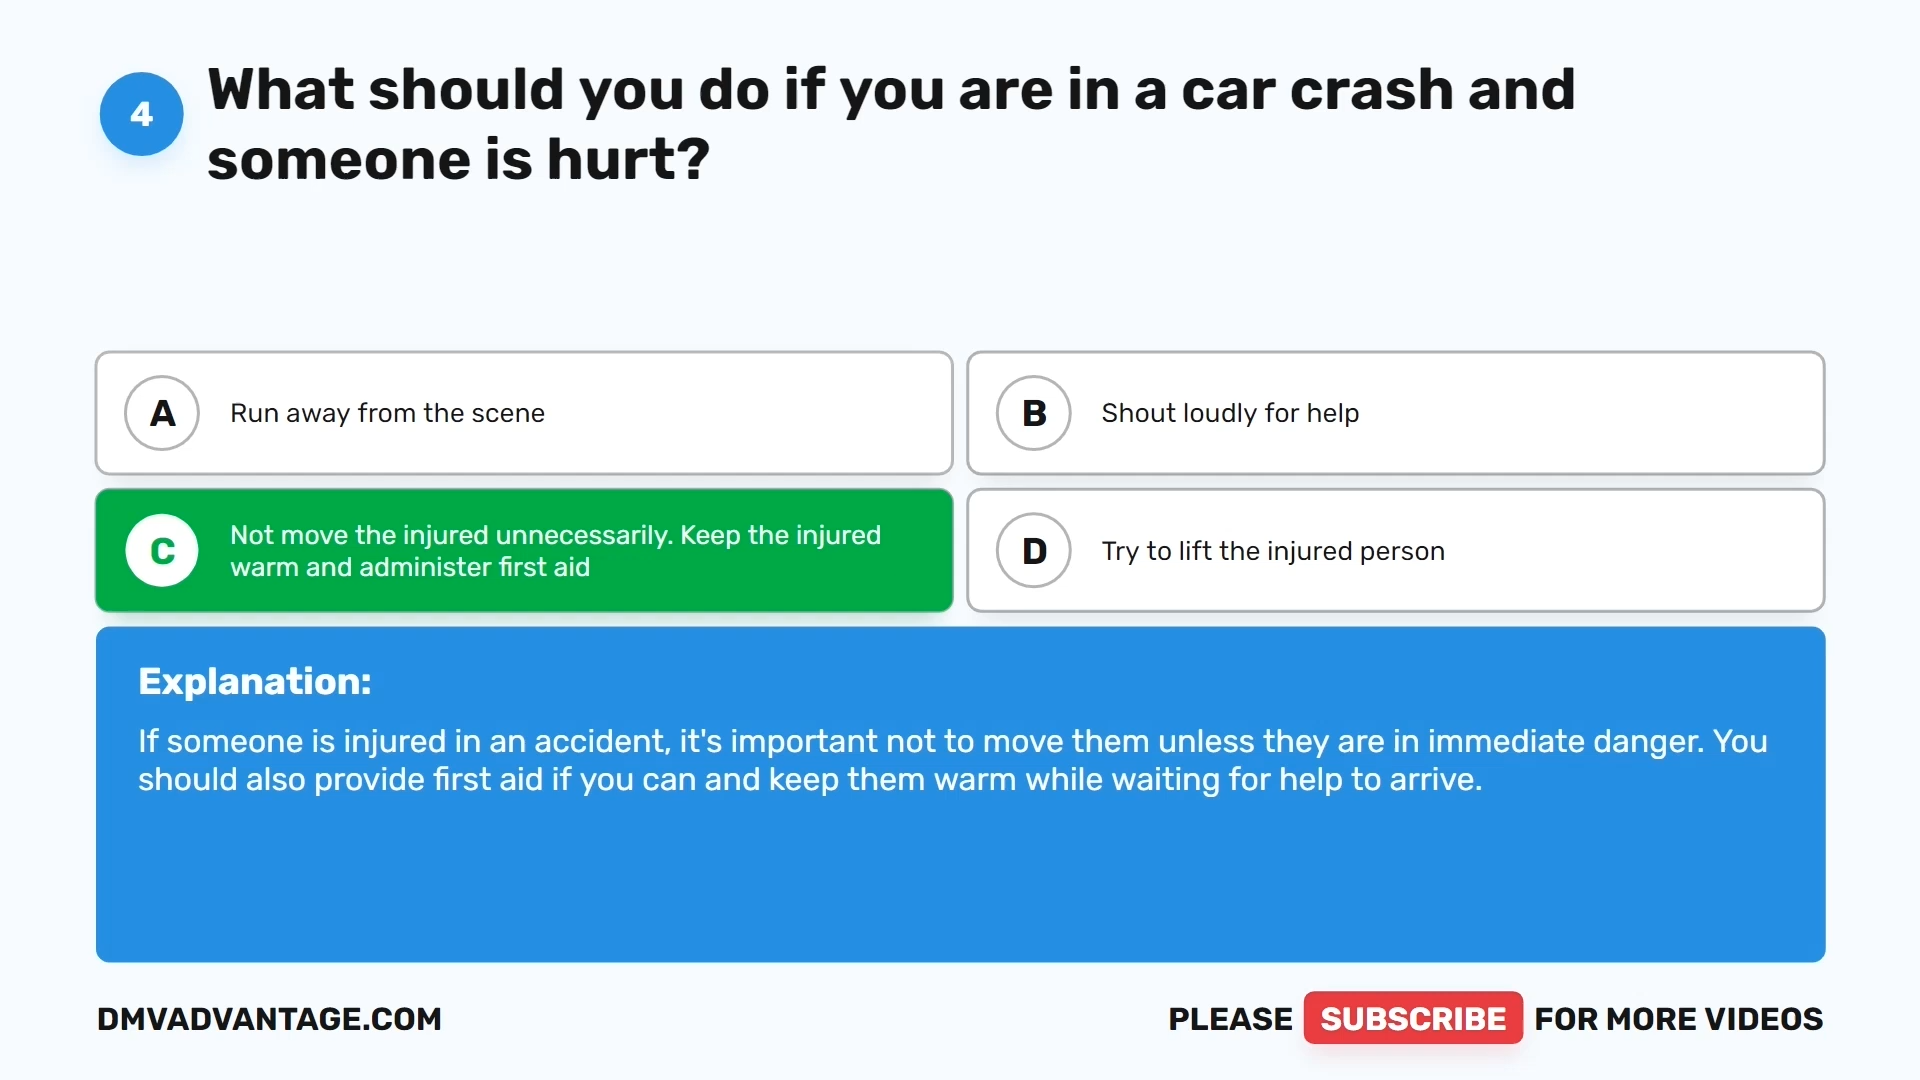 4
What should you do if you are in a car crash and
someone is hurt?
A
Run away from the scene
B
Shout loudly for help
C
Not move the injured unnecessarily. Keep the injured
warm and administer first aid
D
Try to lift the injured person
Explanation:
If someone is injured in an accident, it's important not to move them unless they are in immediate danger. You
should also provide first aid if you can and keep them warm while waiting for help to arrive.
DMVADVANTAGE.COM
PLEASE SUBSCRIBE FOR MORE VIDEOS